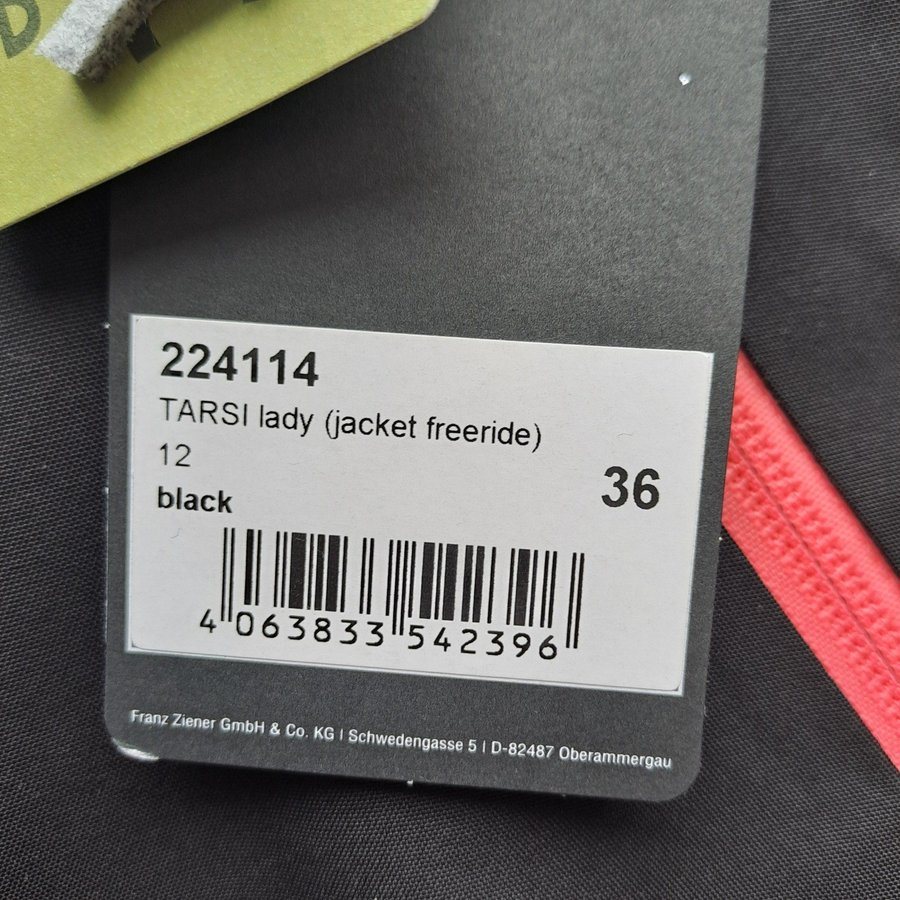 224114
TARSI lady (jacket freeride)
12
36
black
4 063833 542396
Franz Ziener GmbH & Co. KG | Schwedengasse 5 | D-82487 Oberammergau